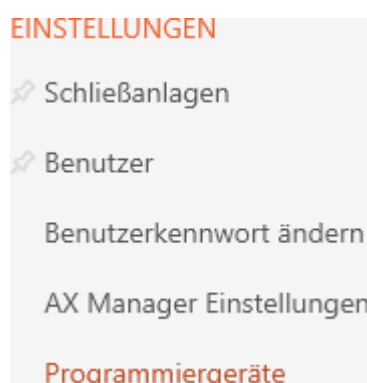 EINSTELLUNGEN
Schließanlagen
Benutzer
Benutzerkennwort ändern
AX Manager Einstellungen
Programmiergeräte